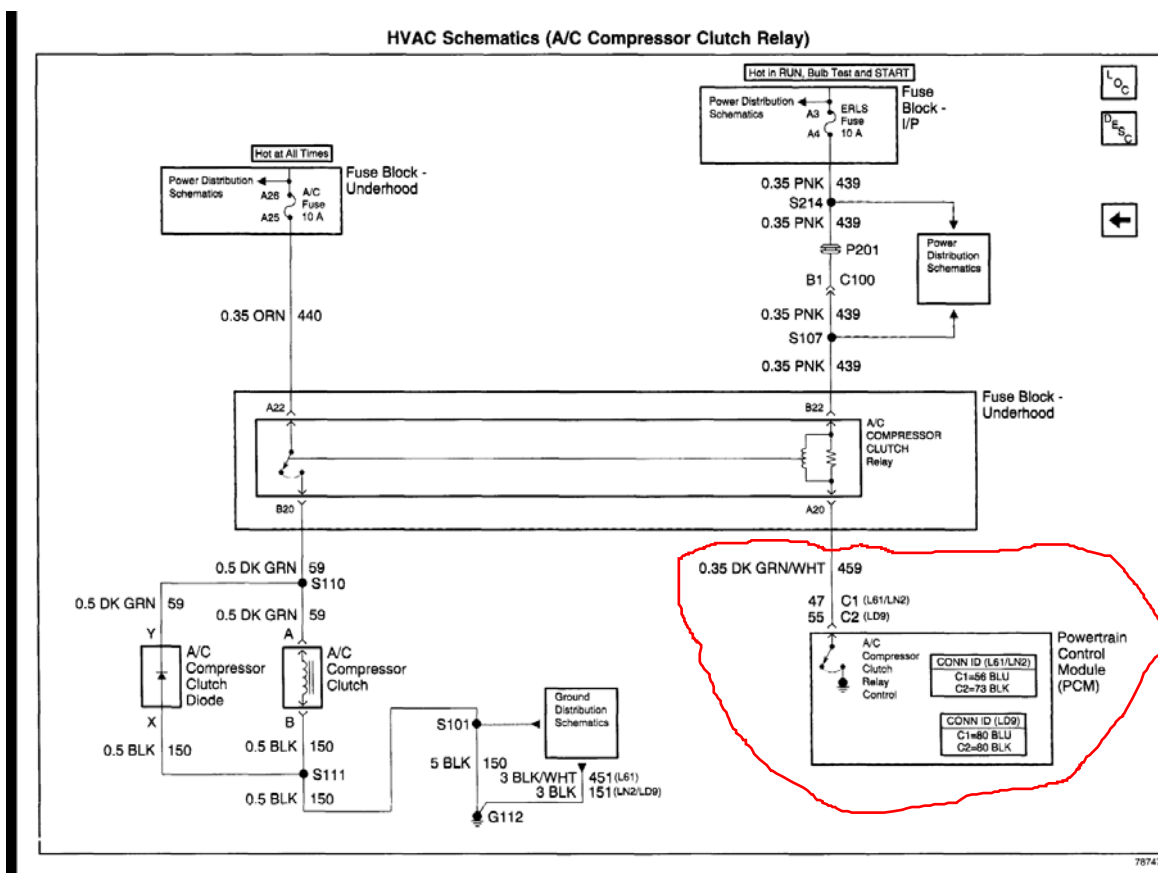 HVAC Schematics (A/C Compressor Clutch Relay)
Hot in RUN, Bulb Test and START
Power Distribution
Schematics
A3
A4
ERLS
Fuse
10 A
Fuse
Block -
I/P
L
O
C
D
E
S
C
Hot at All Times
Power Distribution
Schematics
A26
A25
A/C
Fuse
10 A
Fuse Block -
Underhood
0.35 PNK 439
S214
0.35 PNK 439
P201
B1 C100
Power
Distribution
Schematics
0.35 ORN 440
0.35 PNK 439
S107
0.35 PNK 439
Fuse Block -
Underhood
A22
B22
A/C
COMPRESSOR
CLUTCH
Relay
B20
A20
0.5 DK GRN 59
S110
0.5 DK GRN 59
0.5 DK GRN 59
Y
A/C
Compressor
Clutch
Diode
X
A
A/C
Compressor
Clutch
B
0.5 BLK 150
0.5 BLK 150
S111
0.5 BLK 150
S101
Ground
Distribution
Schematics
5 BLK 150
3 BLK/WHT 451 (L61)
3 BLK 151 (LN2/LD9)
G112
0.35 DK GRN/WHT 459
47 C1 (L61/LN2)
55 C2 (LD9)
A/C
Compressor
Clutch
Relay
Control
CONN ID (L61/LN2)
C1=56 BLU
C2=73 BLK
CONN ID (LD9)
C1=80 BLU
C2=80 BLK
Powertrain
Control
Module
(PCM)